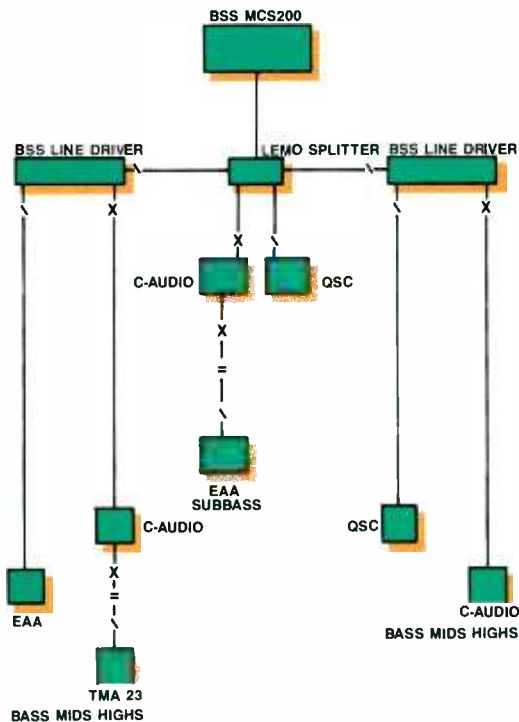 BSS MCS200
BSS LINE DRIVER
LEMO SPLITTER
BSS LINE DRIVER
\
\
\
X
X
\
\
X
C-AUDIO
QSC
X
=
\
EAA
SUBBASS
C-AUDIO
QSC
X
=
\
EAA
C-AUDIO
BASS MIDS HIGHS
TMA 23
BASS MIDS HIGHS